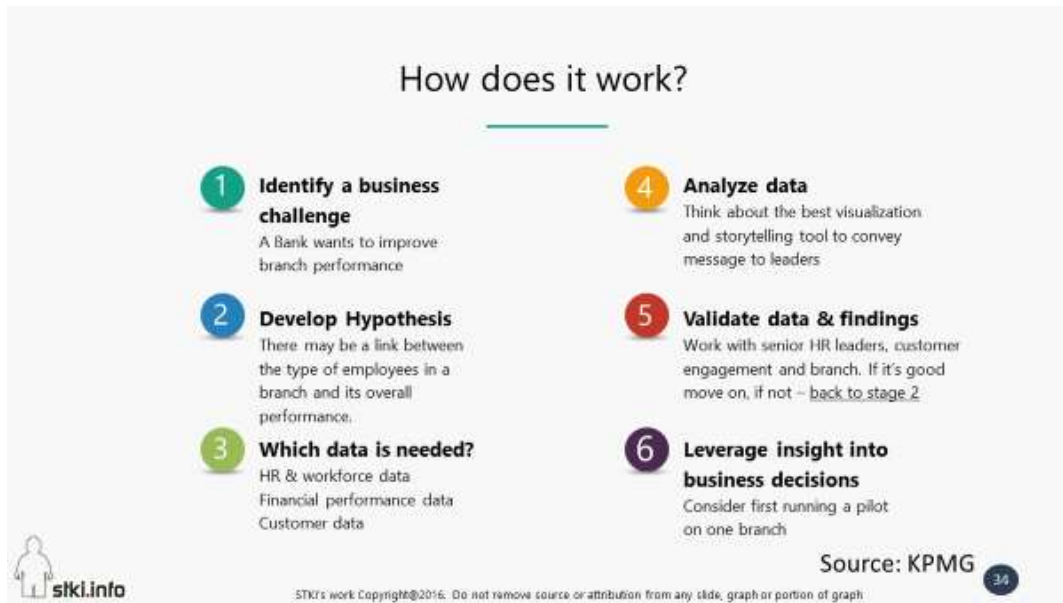 How does it work?
1
Identify a business
challenge
A Bank wants to improve
branch performance
2
Develop Hypothesis
There may be a link between
the type of employees in a
branch and its overall
performance.
3
Which data is needed?
HR & workforce data
Financial performance data
Customer data
4
Analyze data
Think about the best visualization
and storytelling tool to convey
message to leaders
5
Validate data & findings
Work with senior HR leaders, customer
engagement and branch. If it's good
move on, if not – back to stage 2
6
Leverage insight into
business decisions
Consider first running a pilot
on one branch
Source: KPMG
34
stki.info
STKI's work Copyright@2016. Do not remove source or attribution from any slide, graph or portion of graph